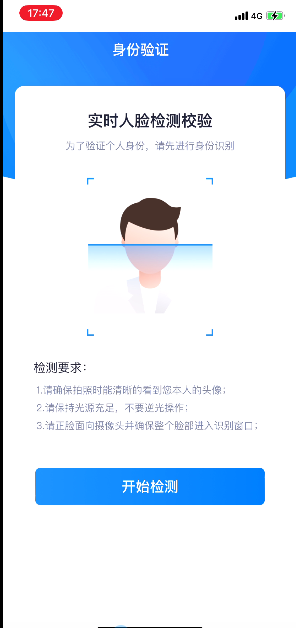 17:47
4G
身份验证
实时人脸检测校验
为了验证个人身份，请先进行身份识别
检测要求：
1.请确保拍照时能清晰的看到您本人的头像；
2.请保持光源充足，不要逆光操作；
3.请正脸面向摄像头并确保整个脸部进入识别窗口；
开始检测